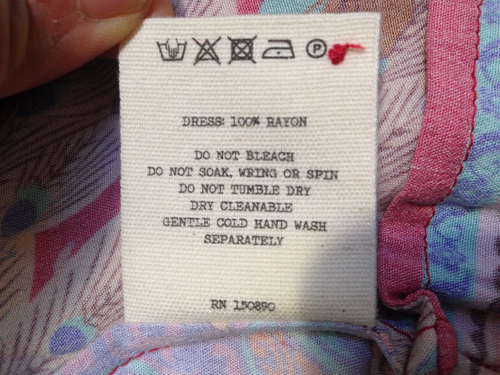 P
DRESS: 100% RAYON
DO NOT BLEACH
DO NOT SOAK, WRING OR SPIN
DO NOT TUMBLE DRY
DRY CLEANABLE
GENTLE COLD HAND WASH
SEPARATELY
RN 150890